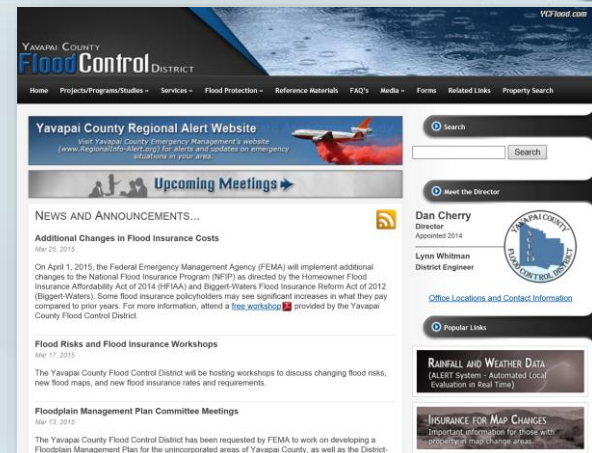 YCFlood.com
YAVAPAI COUNTY
Flood Control DISTRICT
Home Projects/Programs/Studies » Services » Flood Protection » Reference Materials FAQ's Media » Forms Related Links Property Search
Yavapai County Regional Alert Website
Visit Yavapai County Emergency Management's website
(www.RegionalInfo-Alert.org) for alerts and updates on emergency
situations in your area.
Upcoming Meetings
NEWS AND ANNOUNCEMENTS...
Additional Changes in Flood Insurance Costs
Mar 25, 2015
On April 1, 2015, the Federal Emergency Management Agency (FEMA) will implement additional
changes to the National Flood Insurance Program (NFIP) as directed by the Homeowner Flood
Insurance Affordability Act of 2014 (HFIAA) and Biggert-Waters Flood Insurance Reform Act of 2012
(Biggert-Waters). Some flood insurance policyholders may see significant increases in what they pay
compared to prior years. For more information, attend a free workshop provided by the Yavapai
County Flood Control District.
Flood Risks and Flood Insurance Workshops
Mar 17, 2015
The Yavapai County Flood Control District will be hosting workshops to discuss changing flood risks,
new flood maps, and new flood insurance rates and requirements.
Floodplain Management Plan Committee Meetings
Mar 13, 2015
The Yavapai County Flood Control District has been requested by FEMA to work on developing a
Floodplain Management Plan for the unincorporated areas of Yavapai County, as well as the District-
Search
Search
Meet the Director
Dan Cherry
Director
Appointed 2014
Lynn Whitman
District Engineer
YAVAPAI COUNTY
FLOOD CONTROL DISTRICT
Office Locations and Contact Information
Popular Links
RAINFALL AND WEATHER DATA
(ALERT System - Automated Local
Evaluation in Real Time)
INSURANCE FOR MAP CHANGES
Important information for those with
property in map change areas